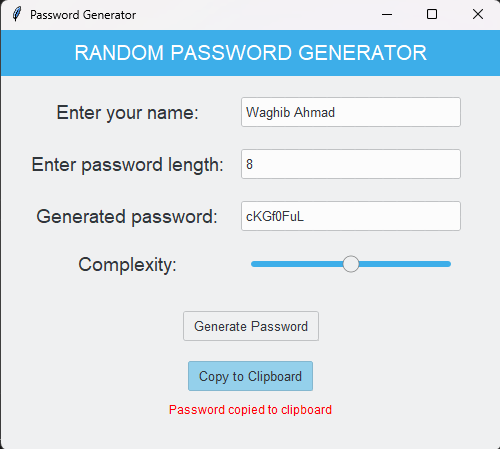 Password Generator
RANDOM PASSWORD GENERATOR
Enter your name: Waghib Ahmad
Enter password length: 8
Generated password: cKGf0FuL
Complexity:
Generate Password
Copy to Clipboard
Password copied to clipboard